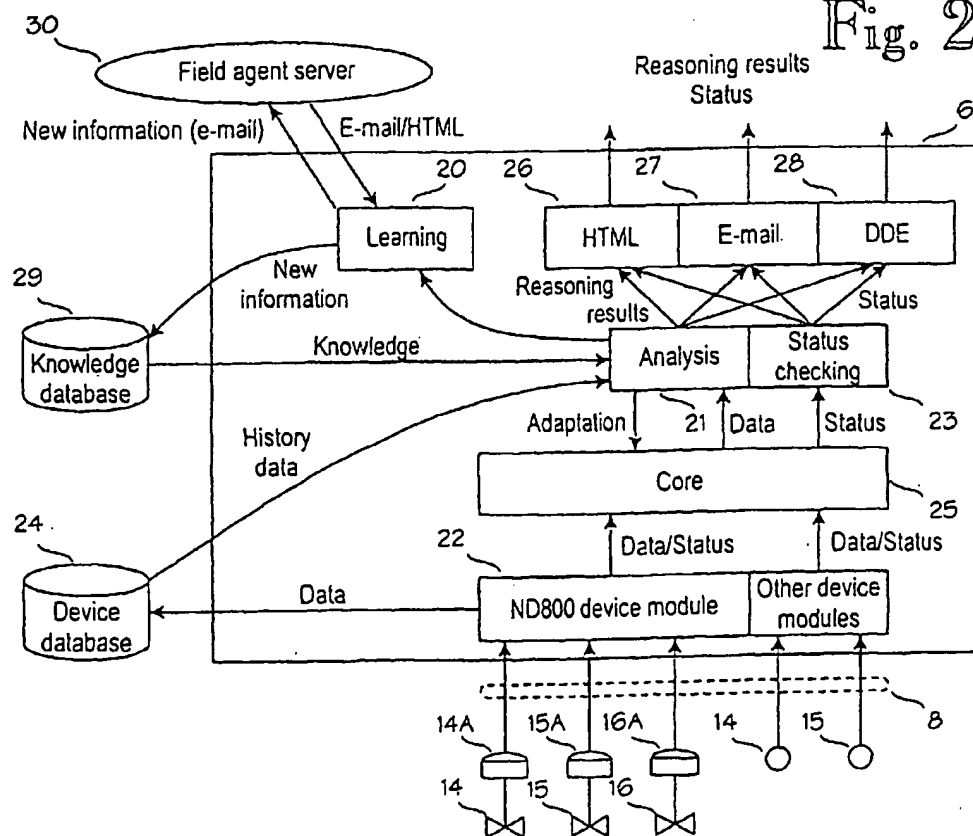 Fig. 2
30
Field agent server
Reasoning results
Status
New information (e-mail)
E-mail/HTML
6
20
26
27
28
Learning
HTML
E-mail
DDE
New
information
Reasoning
results
Status
29
Knowledge
database
Knowledge
Analysis
Status
checking
Adaptation
21
Data
Status
23
History
data
Core
25
24
22
Data/Status
Data/Status
Device
database
Data
ND800 device module
Other device
modules
8
14A
15A
16A
14
15
14
15
16